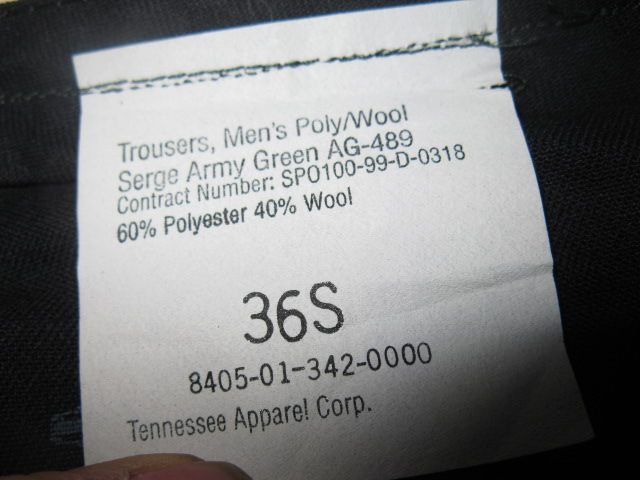 Trousers, Men's Poly/Wool
Serge Army Green AG-489
Contract Number: SPO100-99-D-0318
60% Polyester 40% Wool
36S
8405-01-342-0000
Tennessee Apparel Corp.